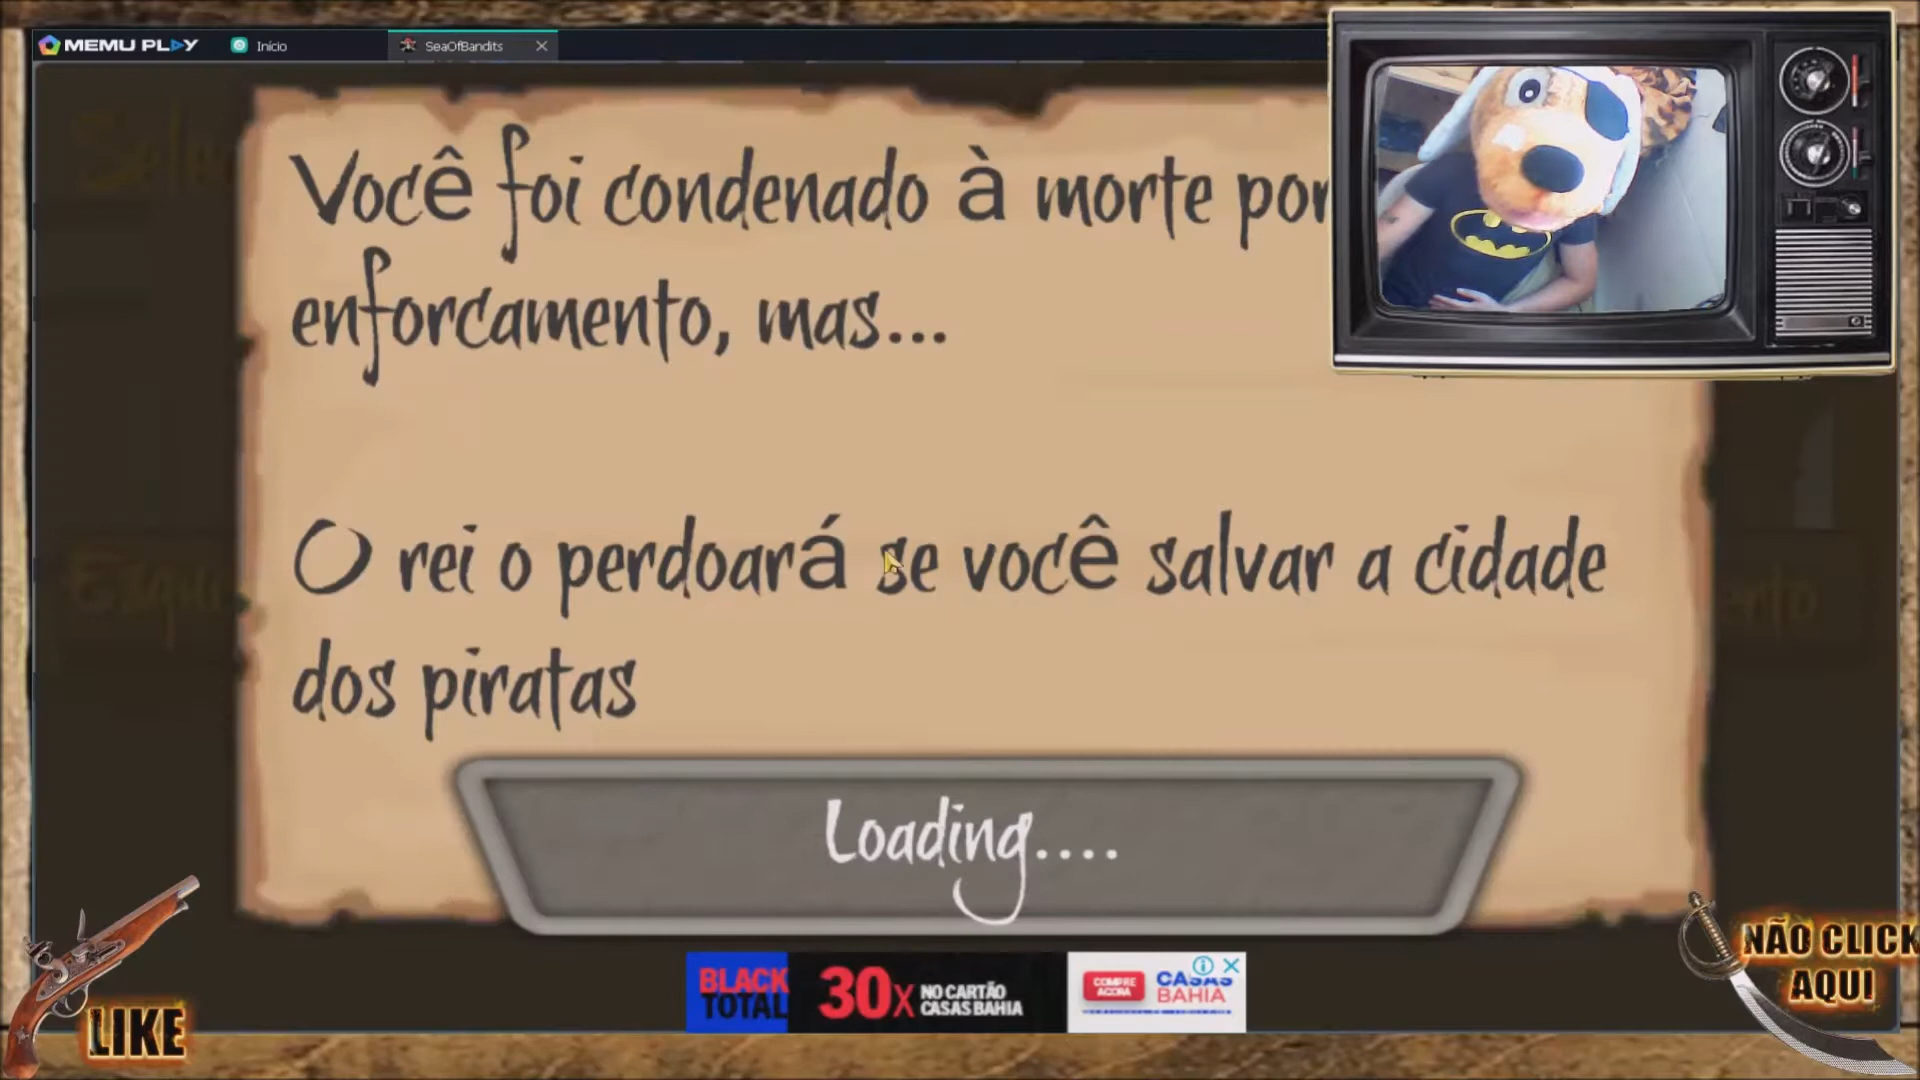 MEMU PLAY
Início
SeaOfBandits
Você foi condenado à morte por
enforcamento, mas...
O rei o perdoará se você salvar a cidade
dos piratas
Loading....
BLACK
TOTAL
30X
NO CARTÃO
CASAS BAHIA
COMPRE
AGORA
CASAS
BAHIA
LIKE
NÃO CLICK
AQUI